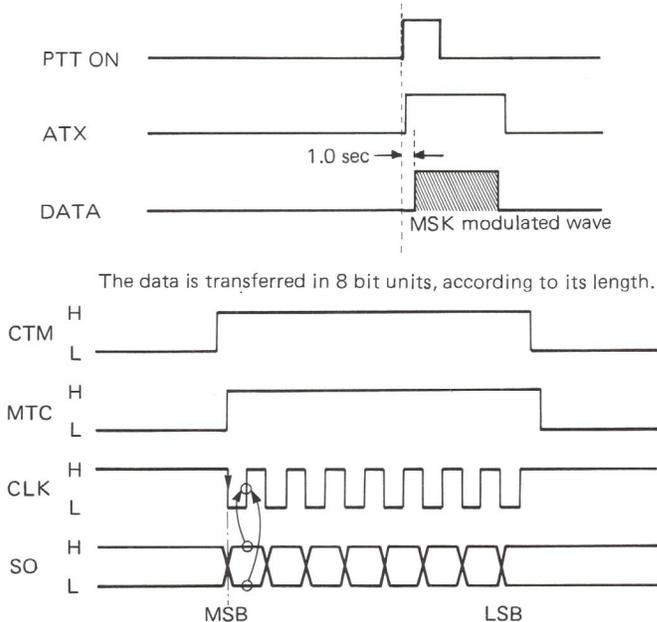 PTT ON
ATX
1.0 sec
DATA
MSK modulated wave
The data is transferred in 8 bit units, according to its length.
H
CTM
L
H
MTC
L
H
CLK
L
H
SO
L
MSB LSB